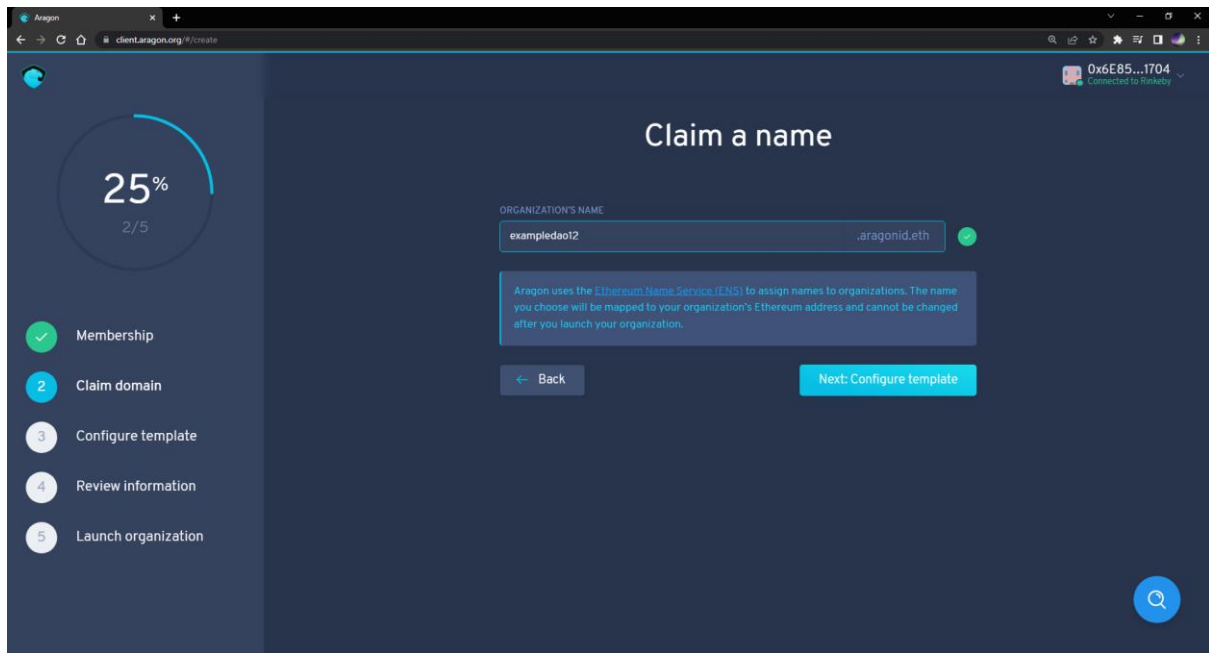 Aragon
client.aragon.org/#/create
0x6E85...1704
Connected to Rinkeby
25%
2/5
Membership
2 Claim domain
3 Configure template
4 Review information
5 Launch organization
Claim a name
ORGANIZATION'S NAME
exampledao12 .aragonid.eth
Aragon uses the Ethereum Name Service (ENS) to assign names to organizations. The name
you choose will be mapped to your organization's Ethereum address and cannot be changed
after you launch your organization.
Back
Next: Configure template